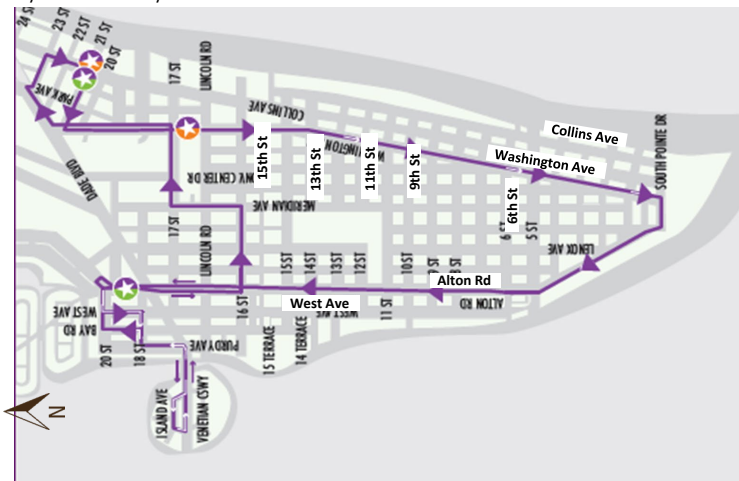 24 ST
23 ST
22 ST
21 ST
20 ST
PARK AVE
17 ST
LINCOLN RD
COLLINS AVE
Collins Ave
SOUTH POINTE DR
15th St
13th St
11th St
9th St
Washington Ave
6th St
DADE BLVD
MERIDIAN AVE
5 ST
LENOX AVE
17 ST
LINCOLN RD
15 ST
14 ST
13 ST
12 ST
10 ST
8 ST
Alton Rd
West Ave
ALTON RD
WEST AVE
BAY RD
16 ST
11 ST
20 ST
18 ST
PURDY AVE
15 TERRACE
14 TERRACE
ISLAND AVE
VENETIAN CSWY
N